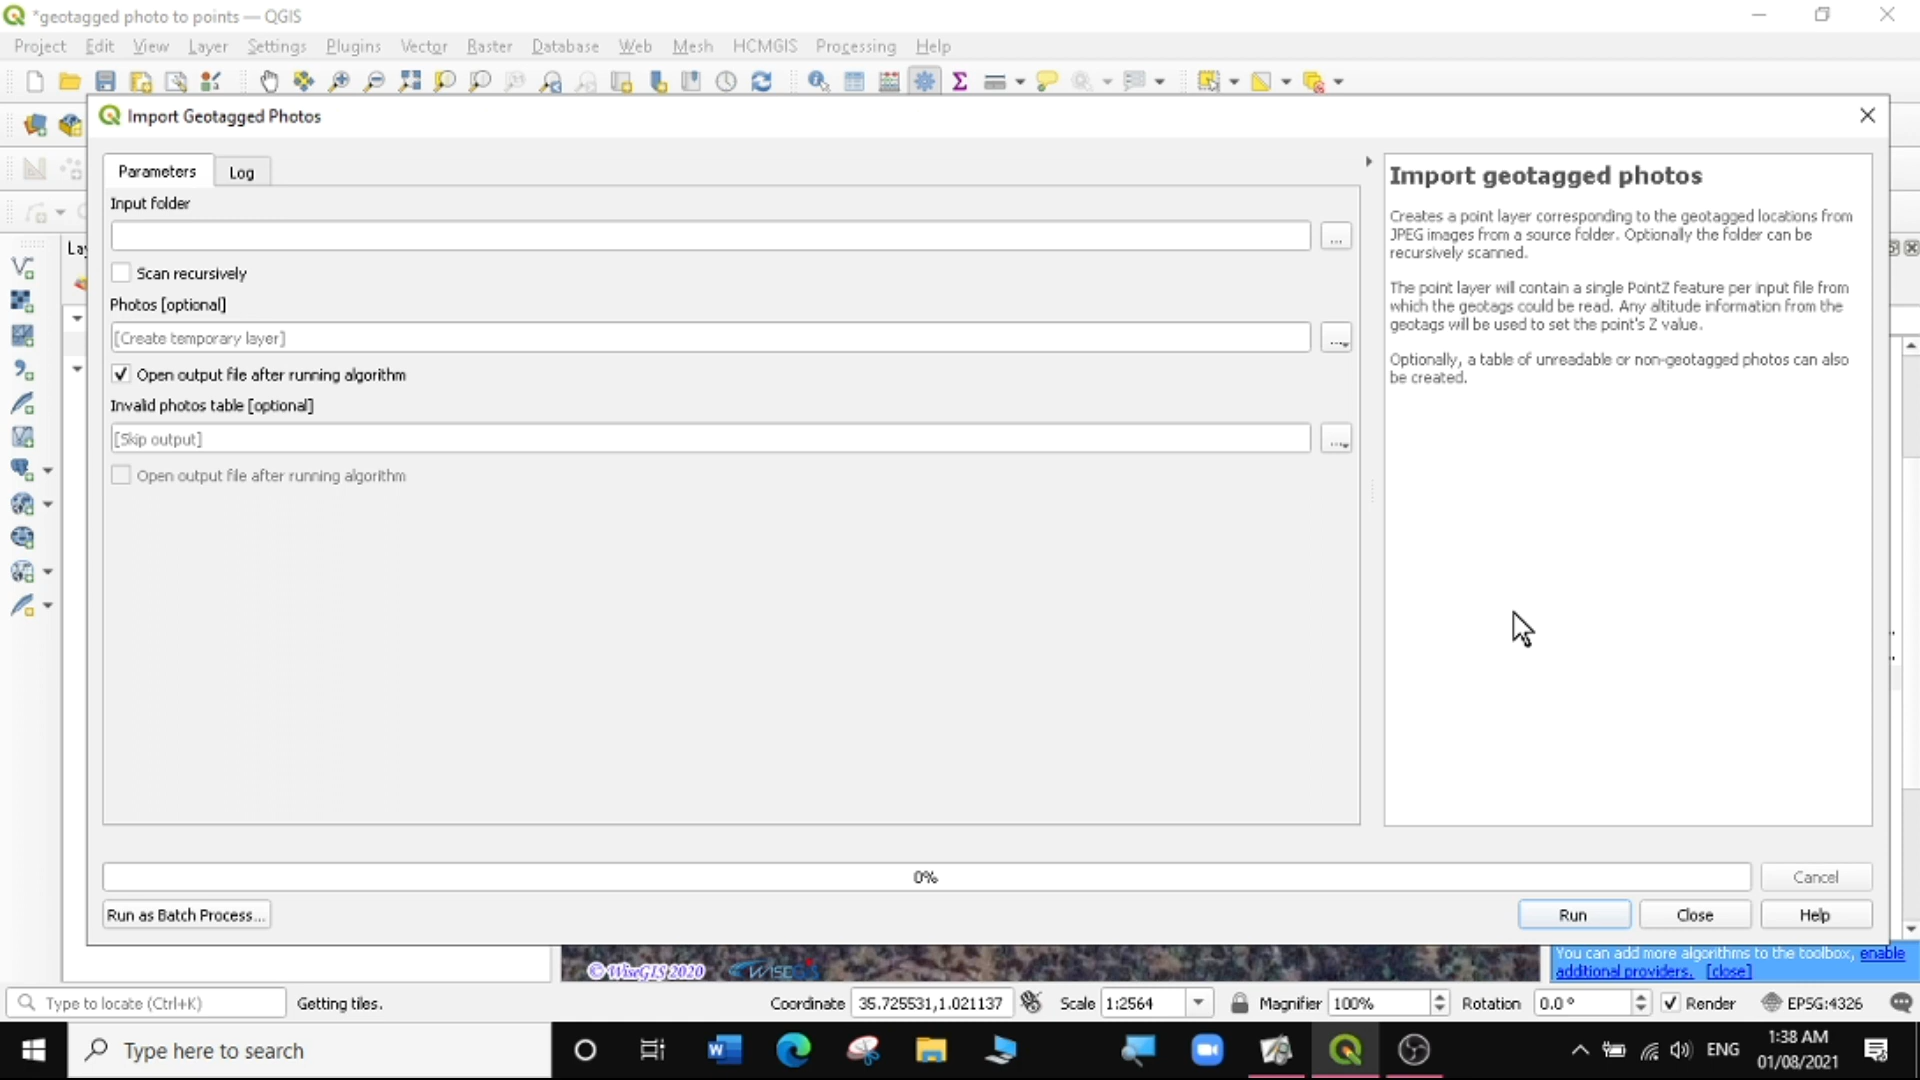 *geotagged photo to points — QGIS
Project Edit View Layer Settings Plugins Vector Raster Database Web Mesh HCMGIS Processing Help
Import Geotagged Photos
Parameters
Log
Input folder
...
Scan recursively
Photos [optional]
[Create temporary layer]
...
Open output file after running algorithm
Invalid photos table [optional]
[Skip output]
...
Open output file after running algorithm
Import geotagged photos
Creates a point layer corresponding to the geotagged locations from
JPEG images from a source folder. Optionally the folder can be
recursively scanned.
The point layer will contain a single PointZ feature per input file from
which the geotags could be read. Any altitude information from the
geotags will be used to set the point's Z value.
Optionally, a table of unreadable or non-geotagged photos can also
be created.
0%
Cancel
Run as Batch Process...
Run
Close
Help
©WiseGIS 2020
WISEGIS
You can add more algorithms to the toolbox, enable
additional providers. [close]
Type to locate (Ctrl+K)
Getting tiles.
Coordinate 35.725531,1.021137
Scale 1:2564
Magnifier 100%
Rotation 0.0 °
Render
EPSG:4326
Type here to search
ENG
1:38 AM
01/08/2021